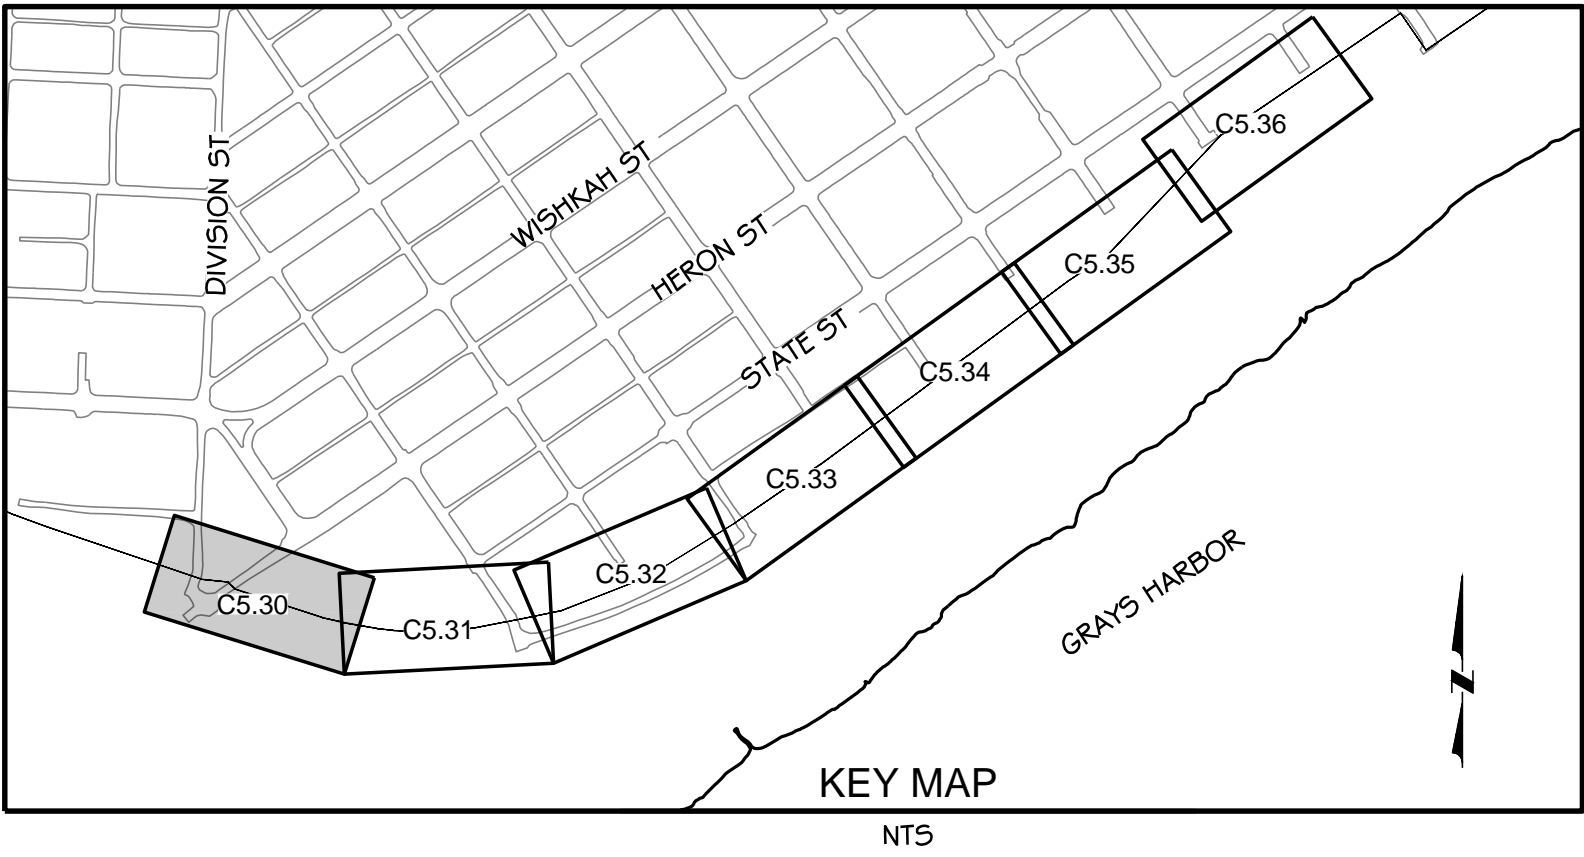 C5.36
DIVISION ST
WISHKAH ST
HERON ST
C5.35
STATE ST
C5.34
C5.33
C5.32
C5.30
C5.31
GRAYS HARBOR
N
KEY MAP
NTS